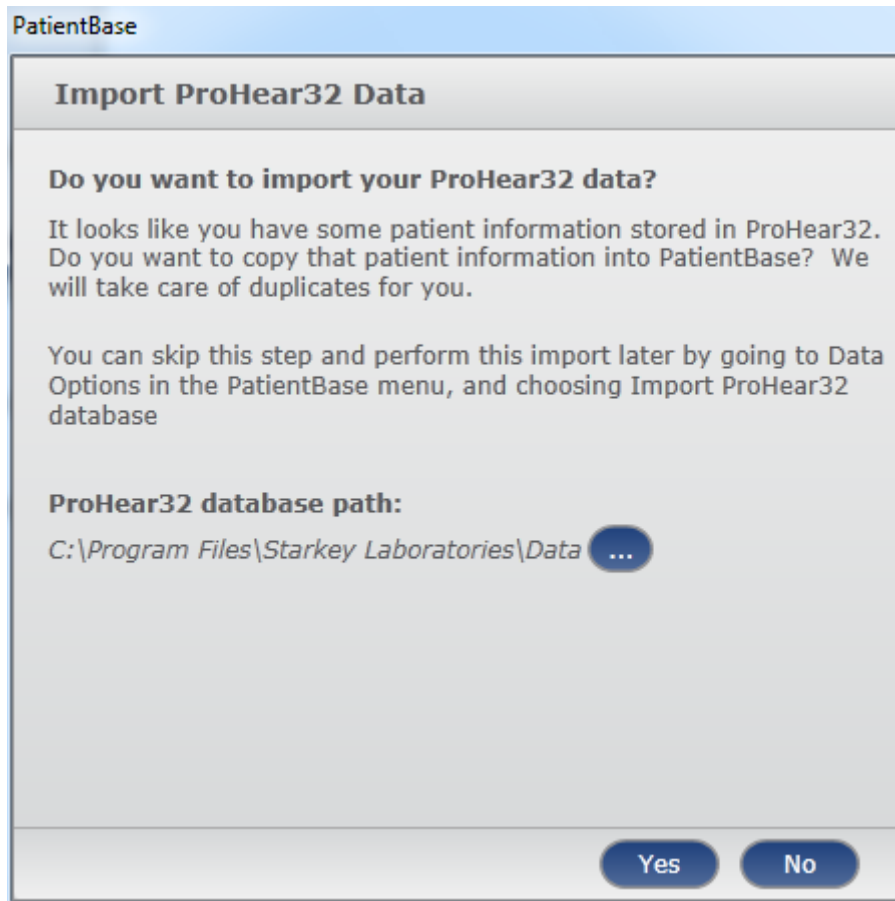 PatientBase
Import ProHear32 Data
Do you want to import your ProHear32 data?
It looks like you have some patient information stored in ProHear32.
Do you want to copy that patient information into PatientBase?  We
will take care of duplicates for you.
You can skip this step and perform this import later by going to Data
Options in the PatientBase menu, and choosing Import ProHear32
database
ProHear32 database path:
C:\Program Files\Starkey Laboratories\Data ...
Yes No